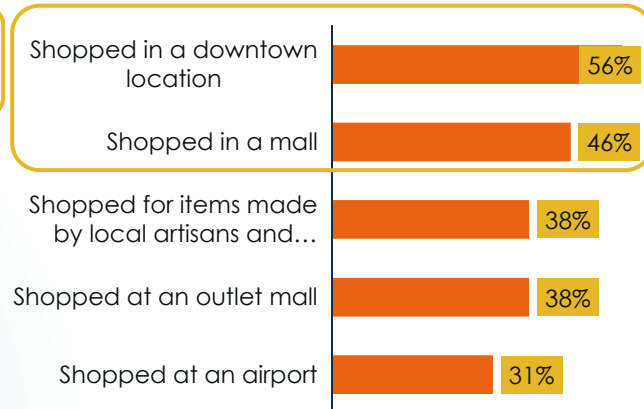 Shopped in a downtown
location
56%
Shopped in a mall
46%
Shopped for items made
by local artisans and…
38%
Shopped at an outlet mall
38%
Shopped at an airport
31%